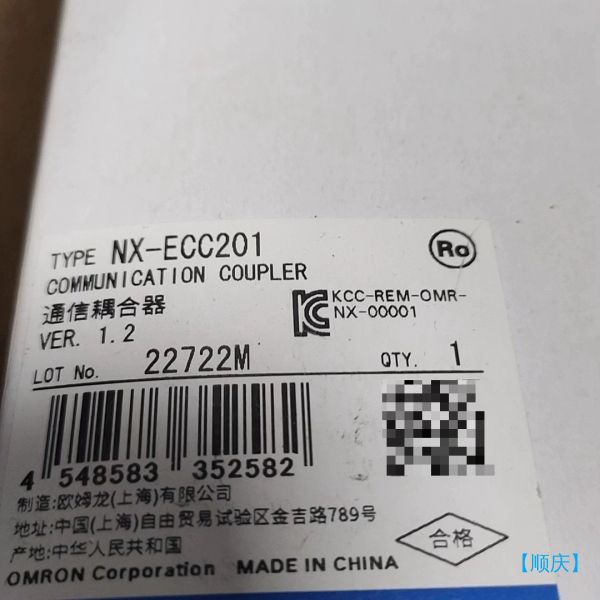 TYPE NX-ECC201
Ro
COMMUNICATION COUPLER
通信耦合器
KCC-REM-OMR-
NX-00001
VER. 1.2
LOT No. 22722M
QTY. 1
4 548583 352582
制造:欧姆龙(上海)有限公司
地址:中国(上海)自由贸易试验区金吉路789号
产地:中华人民共和国
合格
OMRON Corporation MADE IN CHINA
【顺庆】